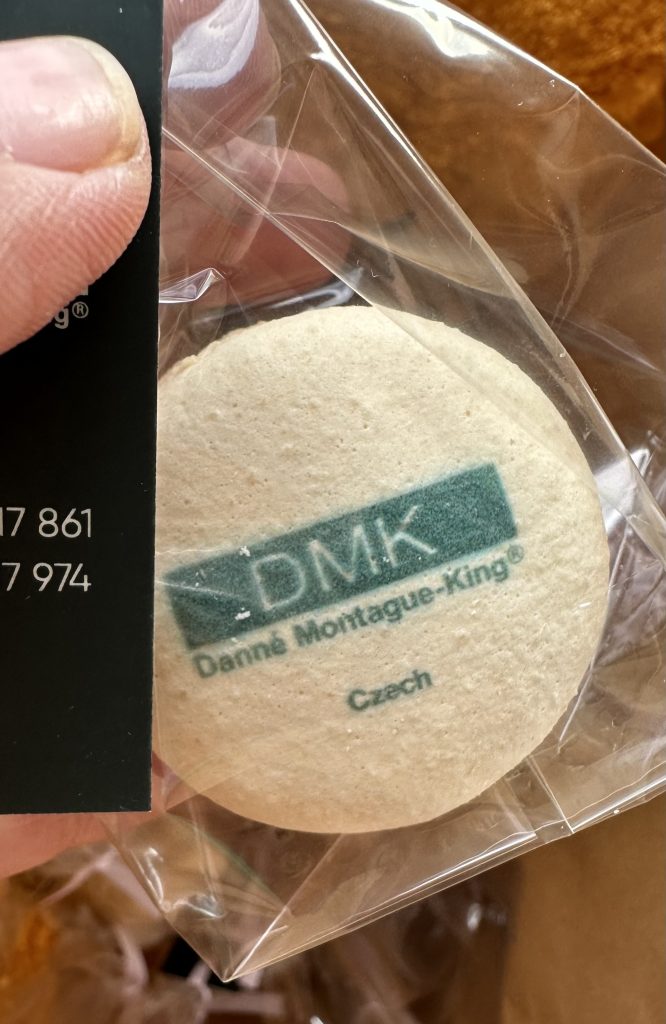 g®
17 861
7 974
DMK
Danné Montague-King®
Czech